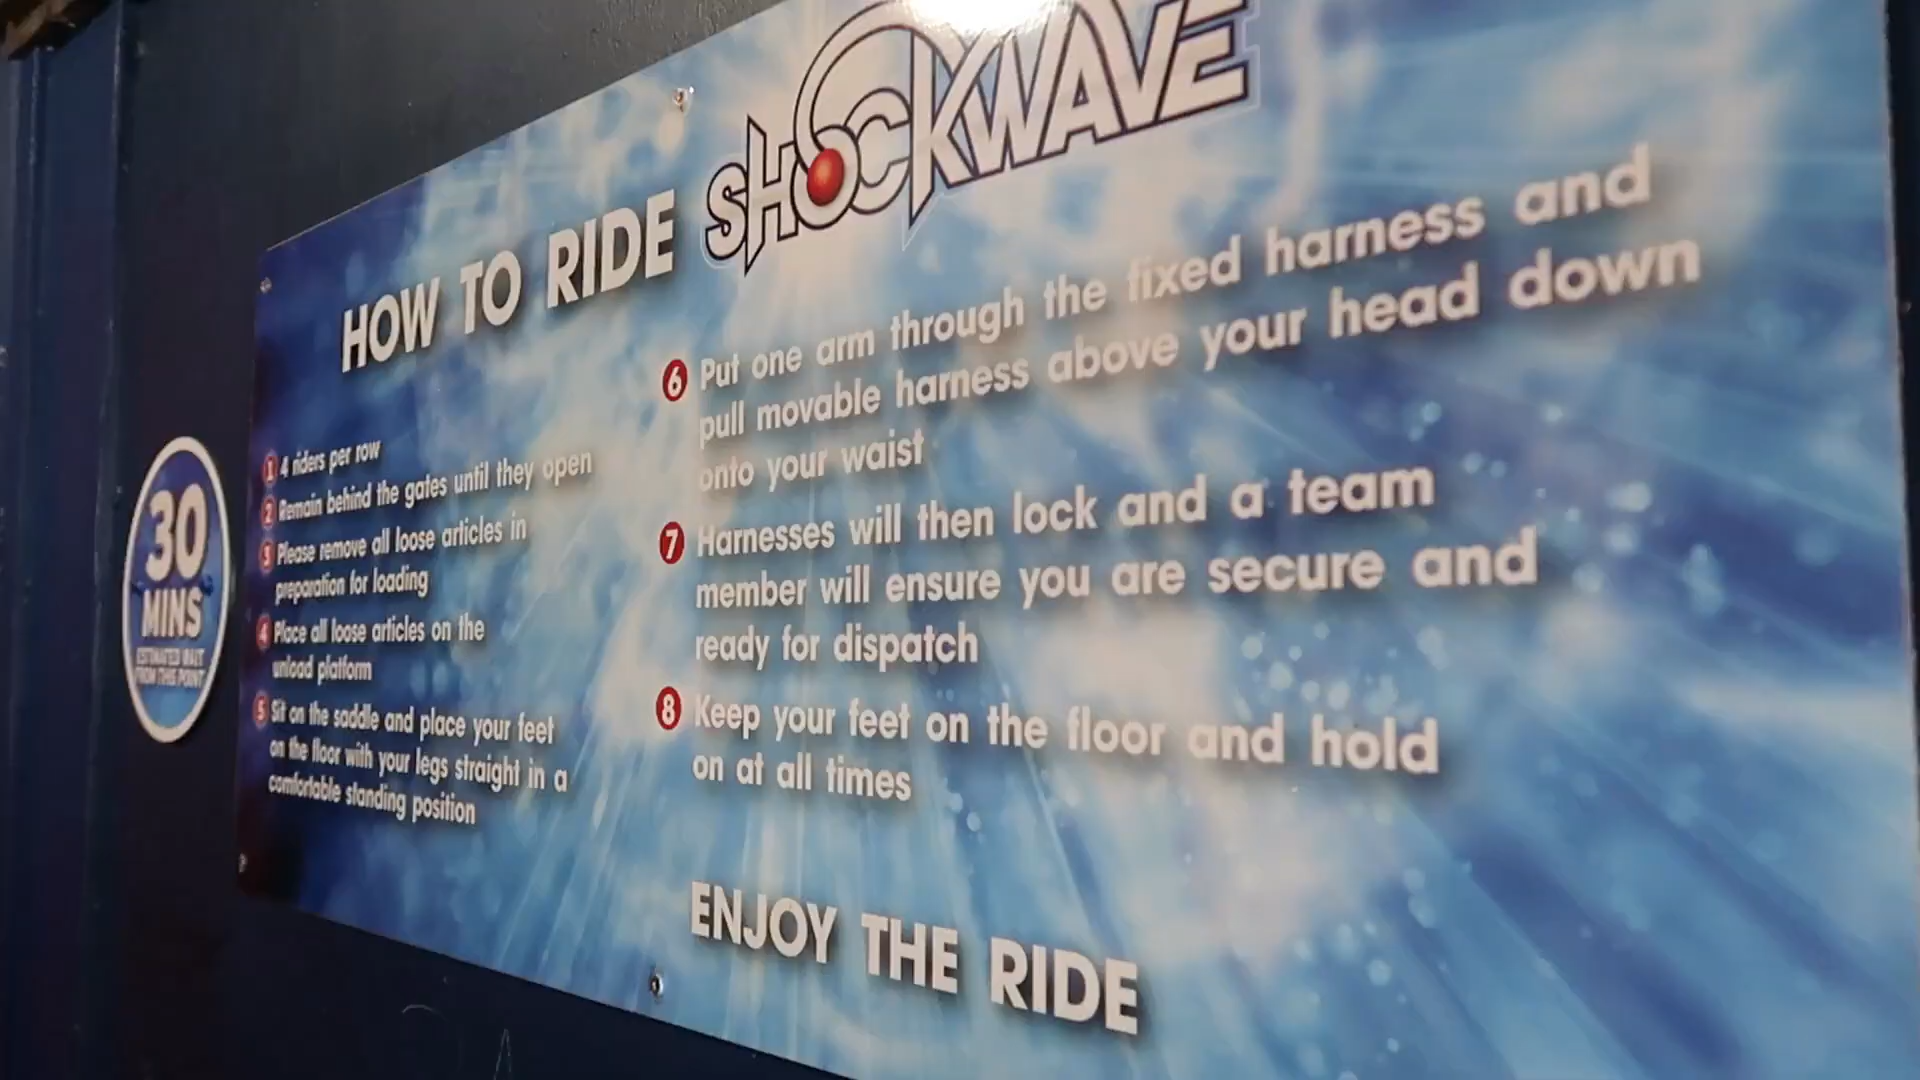 HOW TO RIDE SHOCKWAVE
1 4 riders per row
2 Remain behind the gates until they open
3 Please remove all loose articles in
preparation for loading
4 Place all loose articles on the
unload platform
5 Sit on the saddle and place your feet
on the floor with your legs straight in a
comfortable standing position
6 Put one arm through the fixed harness and
pull movable harness above your head down
onto your waist
7 Harnesses will then lock and a team
member will ensure you are secure and
ready for dispatch
8 Keep your feet on the floor and hold
on at all times
ENJOY THE RIDE
30
MINS
ESTIMATED WAIT
FROM THIS POINT